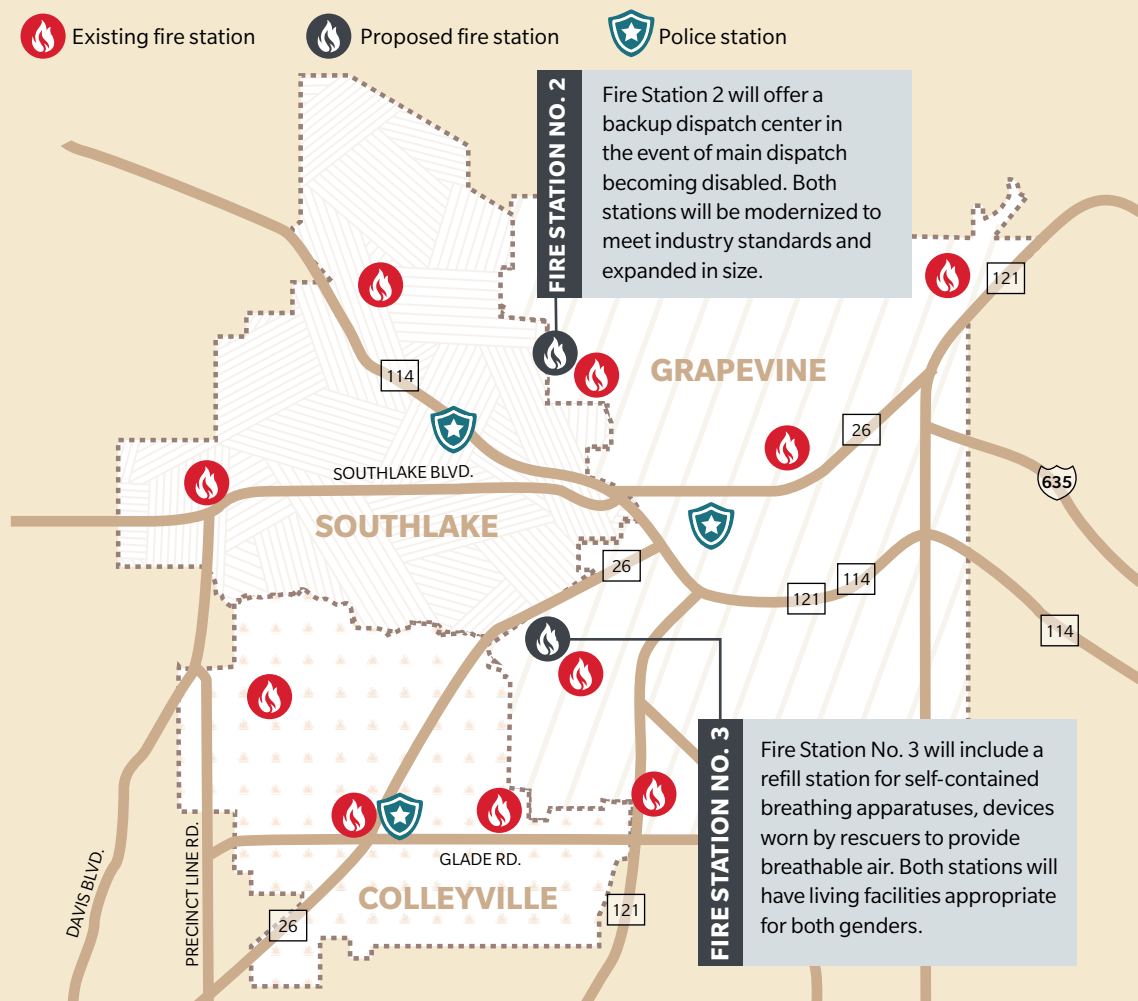 Existing fire station
Proposed fire station
Police station
FIRE STATION NO. 2
Fire Station 2 will offer a
backup dispatch center in
the event of main dispatch
becoming disabled. Both
stations will be modernized to
meet industry standards and
expanded in size.
121
GRAPEVINE
114
26
SOUTHLAKE BLVD.
635
SOUTHLAKE
26
114
121
114
FIRE STATION NO. 3
Fire Station No. 3 will include a
refill station for self-contained
breathing apparatuses, devices
worn by rescuers to provide
breathable air. Both stations will
have living facilities appropriate
for both genders.
GLADE RD.
PRECINCT LINE RD.
DAVIS BLVD.
COLLEYVILLE
121
26